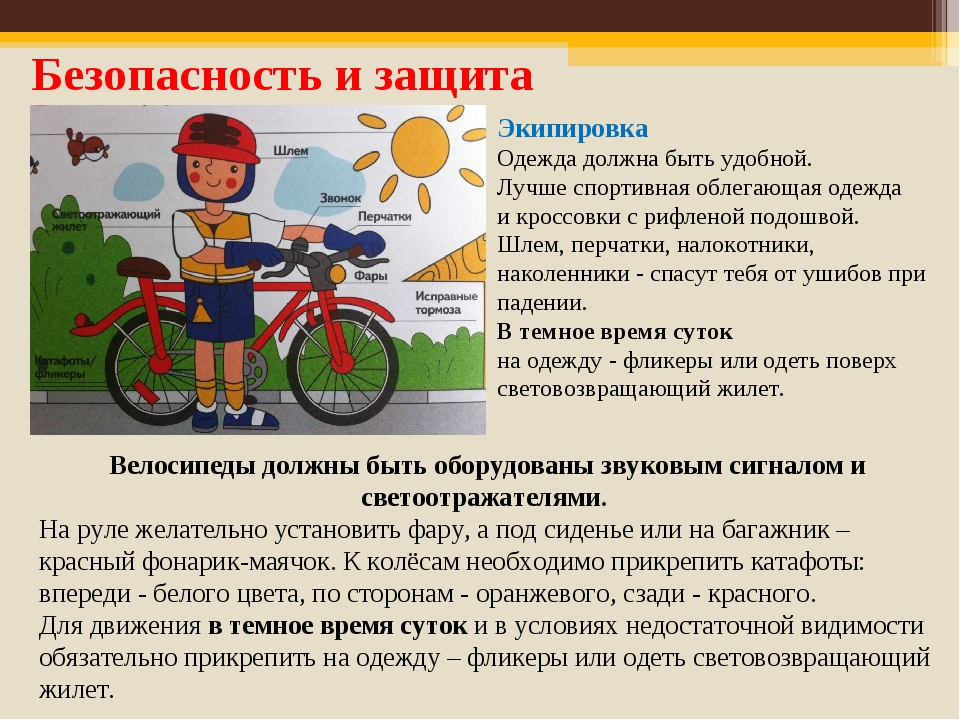 Безопасность и защита
Шлем
Звонок
Светоотражающий
жилет
Перчатки
Фары
Исправные
тормоза
Катафоты/
фликеры
Экипировка
Одежда должна быть удобной.
Лучше спортивная облегающая одежда
и кроссовки с рифленой подошвой.
Шлем, перчатки, налокотники,
наколенники - спасут тебя от ушибов при
падении.
В темное время суток
на одежду - фликеры или одеть поверх
световозвращающий жилет.
Велосипеды должны быть оборудованы звуковым сигналом и
светоотражателями.
На руле желательно установить фару, а под сиденье или на багажник –
красный фонарик-маячок. К колёсам необходимо прикрепить катафоты:
впереди - белого цвета, по сторонам - оранжевого, сзади - красного.
Для движения в темное время суток и в условиях недостаточной видимости
обязательно прикрепить на одежду – фликеры или одеть световозвращающий
жилет.